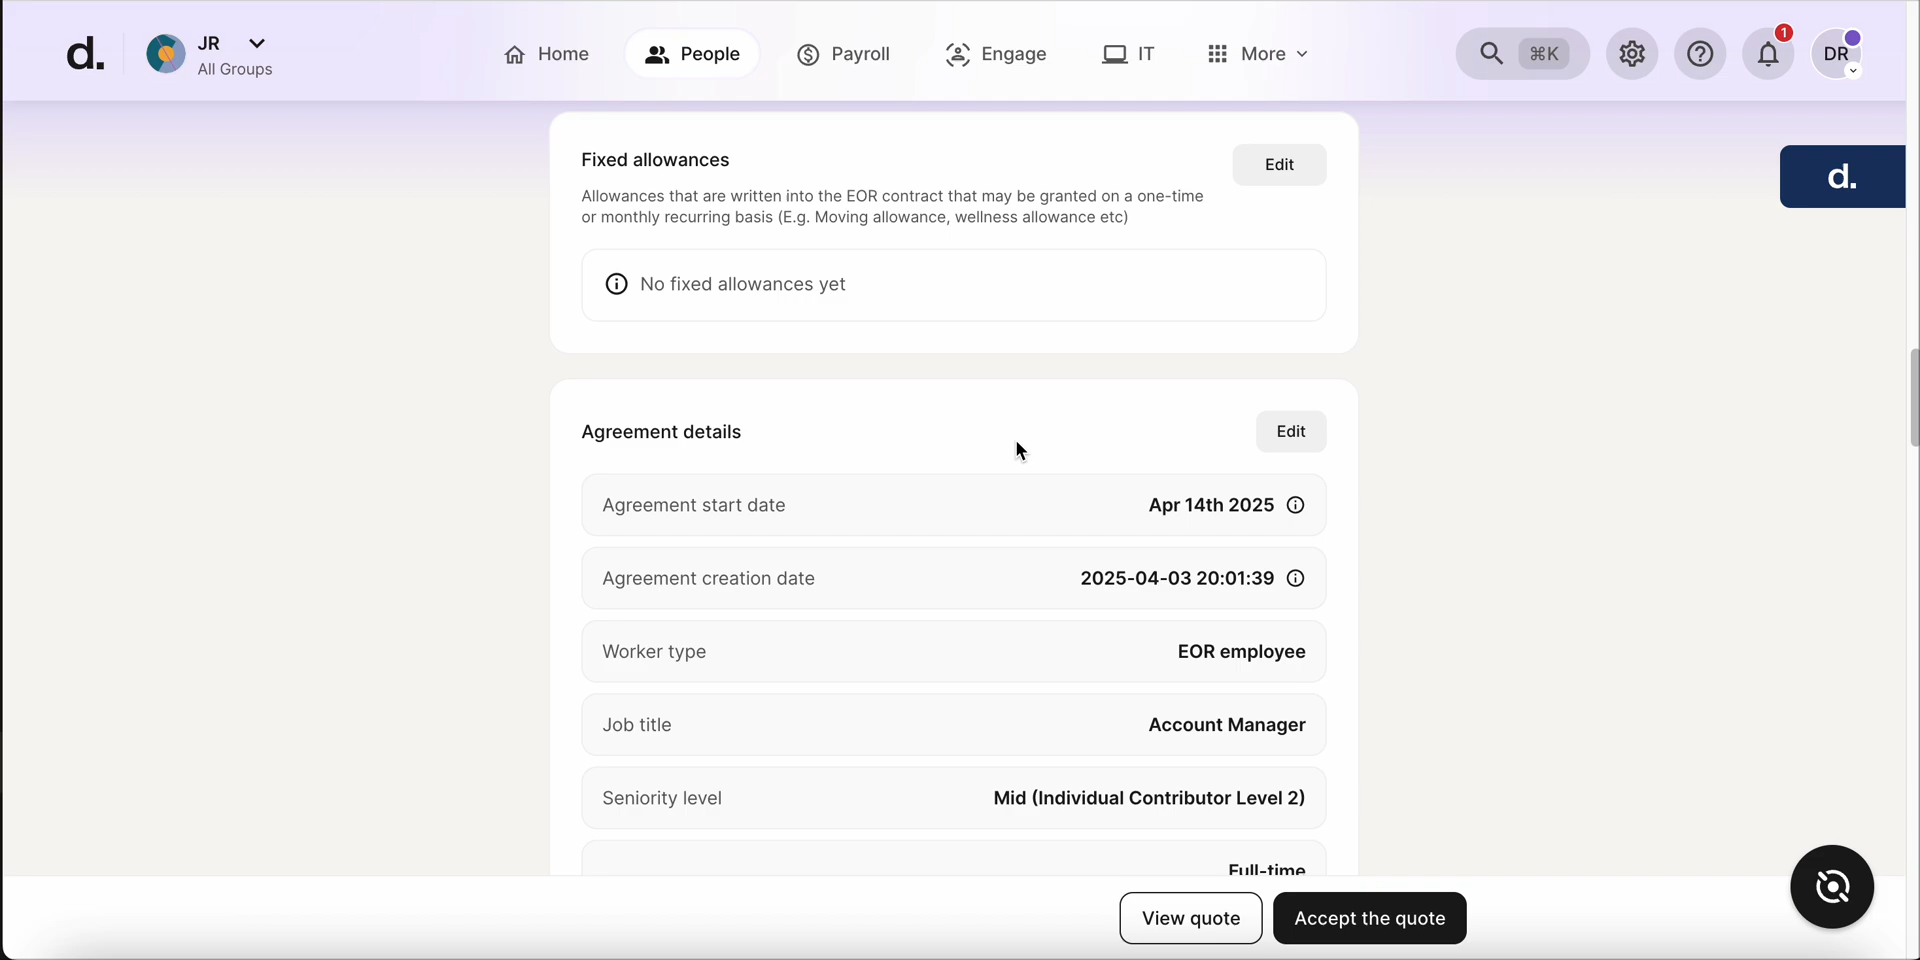 d.
JR
All Groups
Home
People
Payroll
Engage
IT
More
⌘K
1
DR
d.
Fixed allowances
Edit
Allowances that are written into the EOR contract that may be granted on a one-time
or monthly recurring basis (E.g. Moving allowance, wellness allowance etc)
No fixed allowances yet
Agreement details
Edit
Agreement start date
Apr 14th 2025
Agreement creation date
2025-04-03 20:01:39
Worker type
EOR employee
Job title
Account Manager
Seniority level
Mid (Individual Contributor Level 2)
Full-time
View quote
Accept the quote